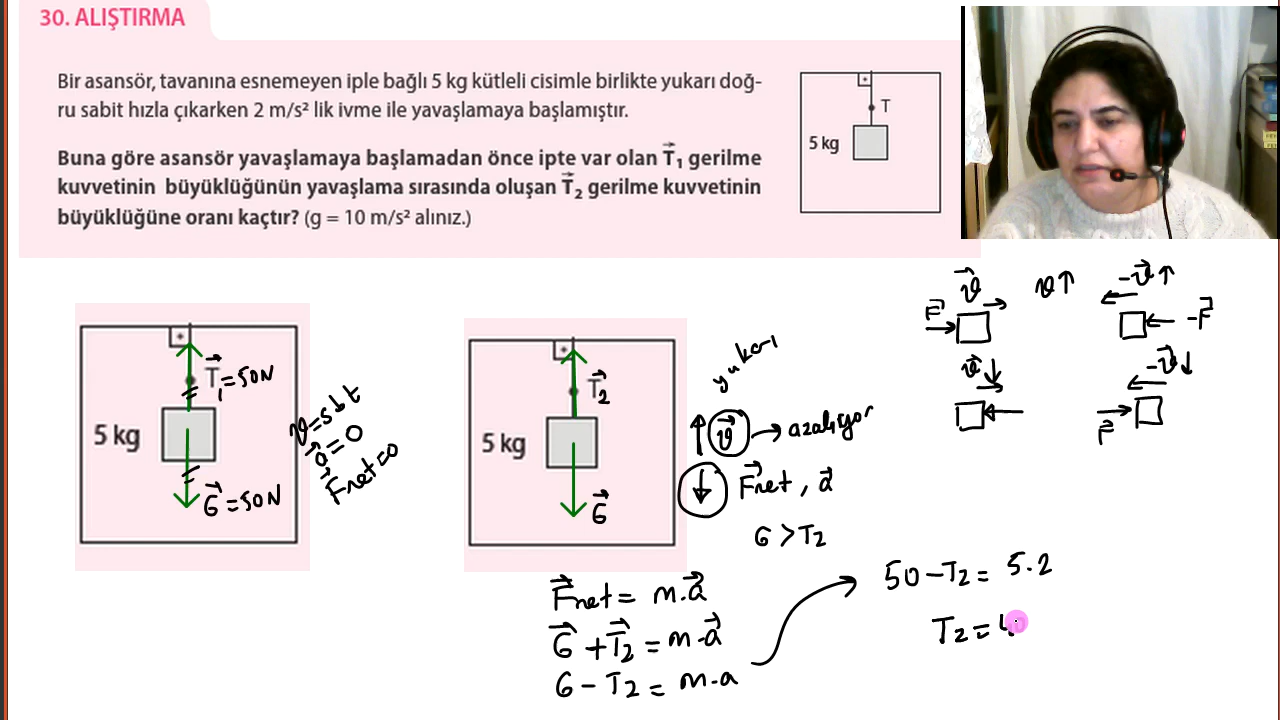 30. ALIŞTIRMA
Bir asansör, tavanına esnemeyen iple bağlı 5 kg kütleli cisimle birlikte yukarı doğ-
ru sabit hızla çıkarken 2 m/s² lik ivme ile yavaşlamaya başlamıştır.
Buna göre asansör yavaşlamaya başlamadan önce ipte var olan T⃗₁ gerilme
kuvvetinin büyüklüğünün yavaşlama sırasında oluşan T⃗₂ gerilme kuvvetinin
büyüklüğüne oranı kaçtır? (g = 10 m/s² alınız.)
T
5 kg
T⃗₁=50N
5 kg
G⃗=50N
v=sbt
a⃗=0
F⃗net=0
T⃗₂
5 kg
G⃗
yukarı
↑ v⃗ → azalıyor
↓ F⃗net, a⃗
G>T₂
F⃗net = m.a⃗
G⃗+T⃗₂=m.a⃗
G-T₂=m.a
50-T₂=5.2
T₂=
v⃗
v↑
F⃗
-v⃗↑
-F⃗
v⃗↓
-v⃗↓
F⃗